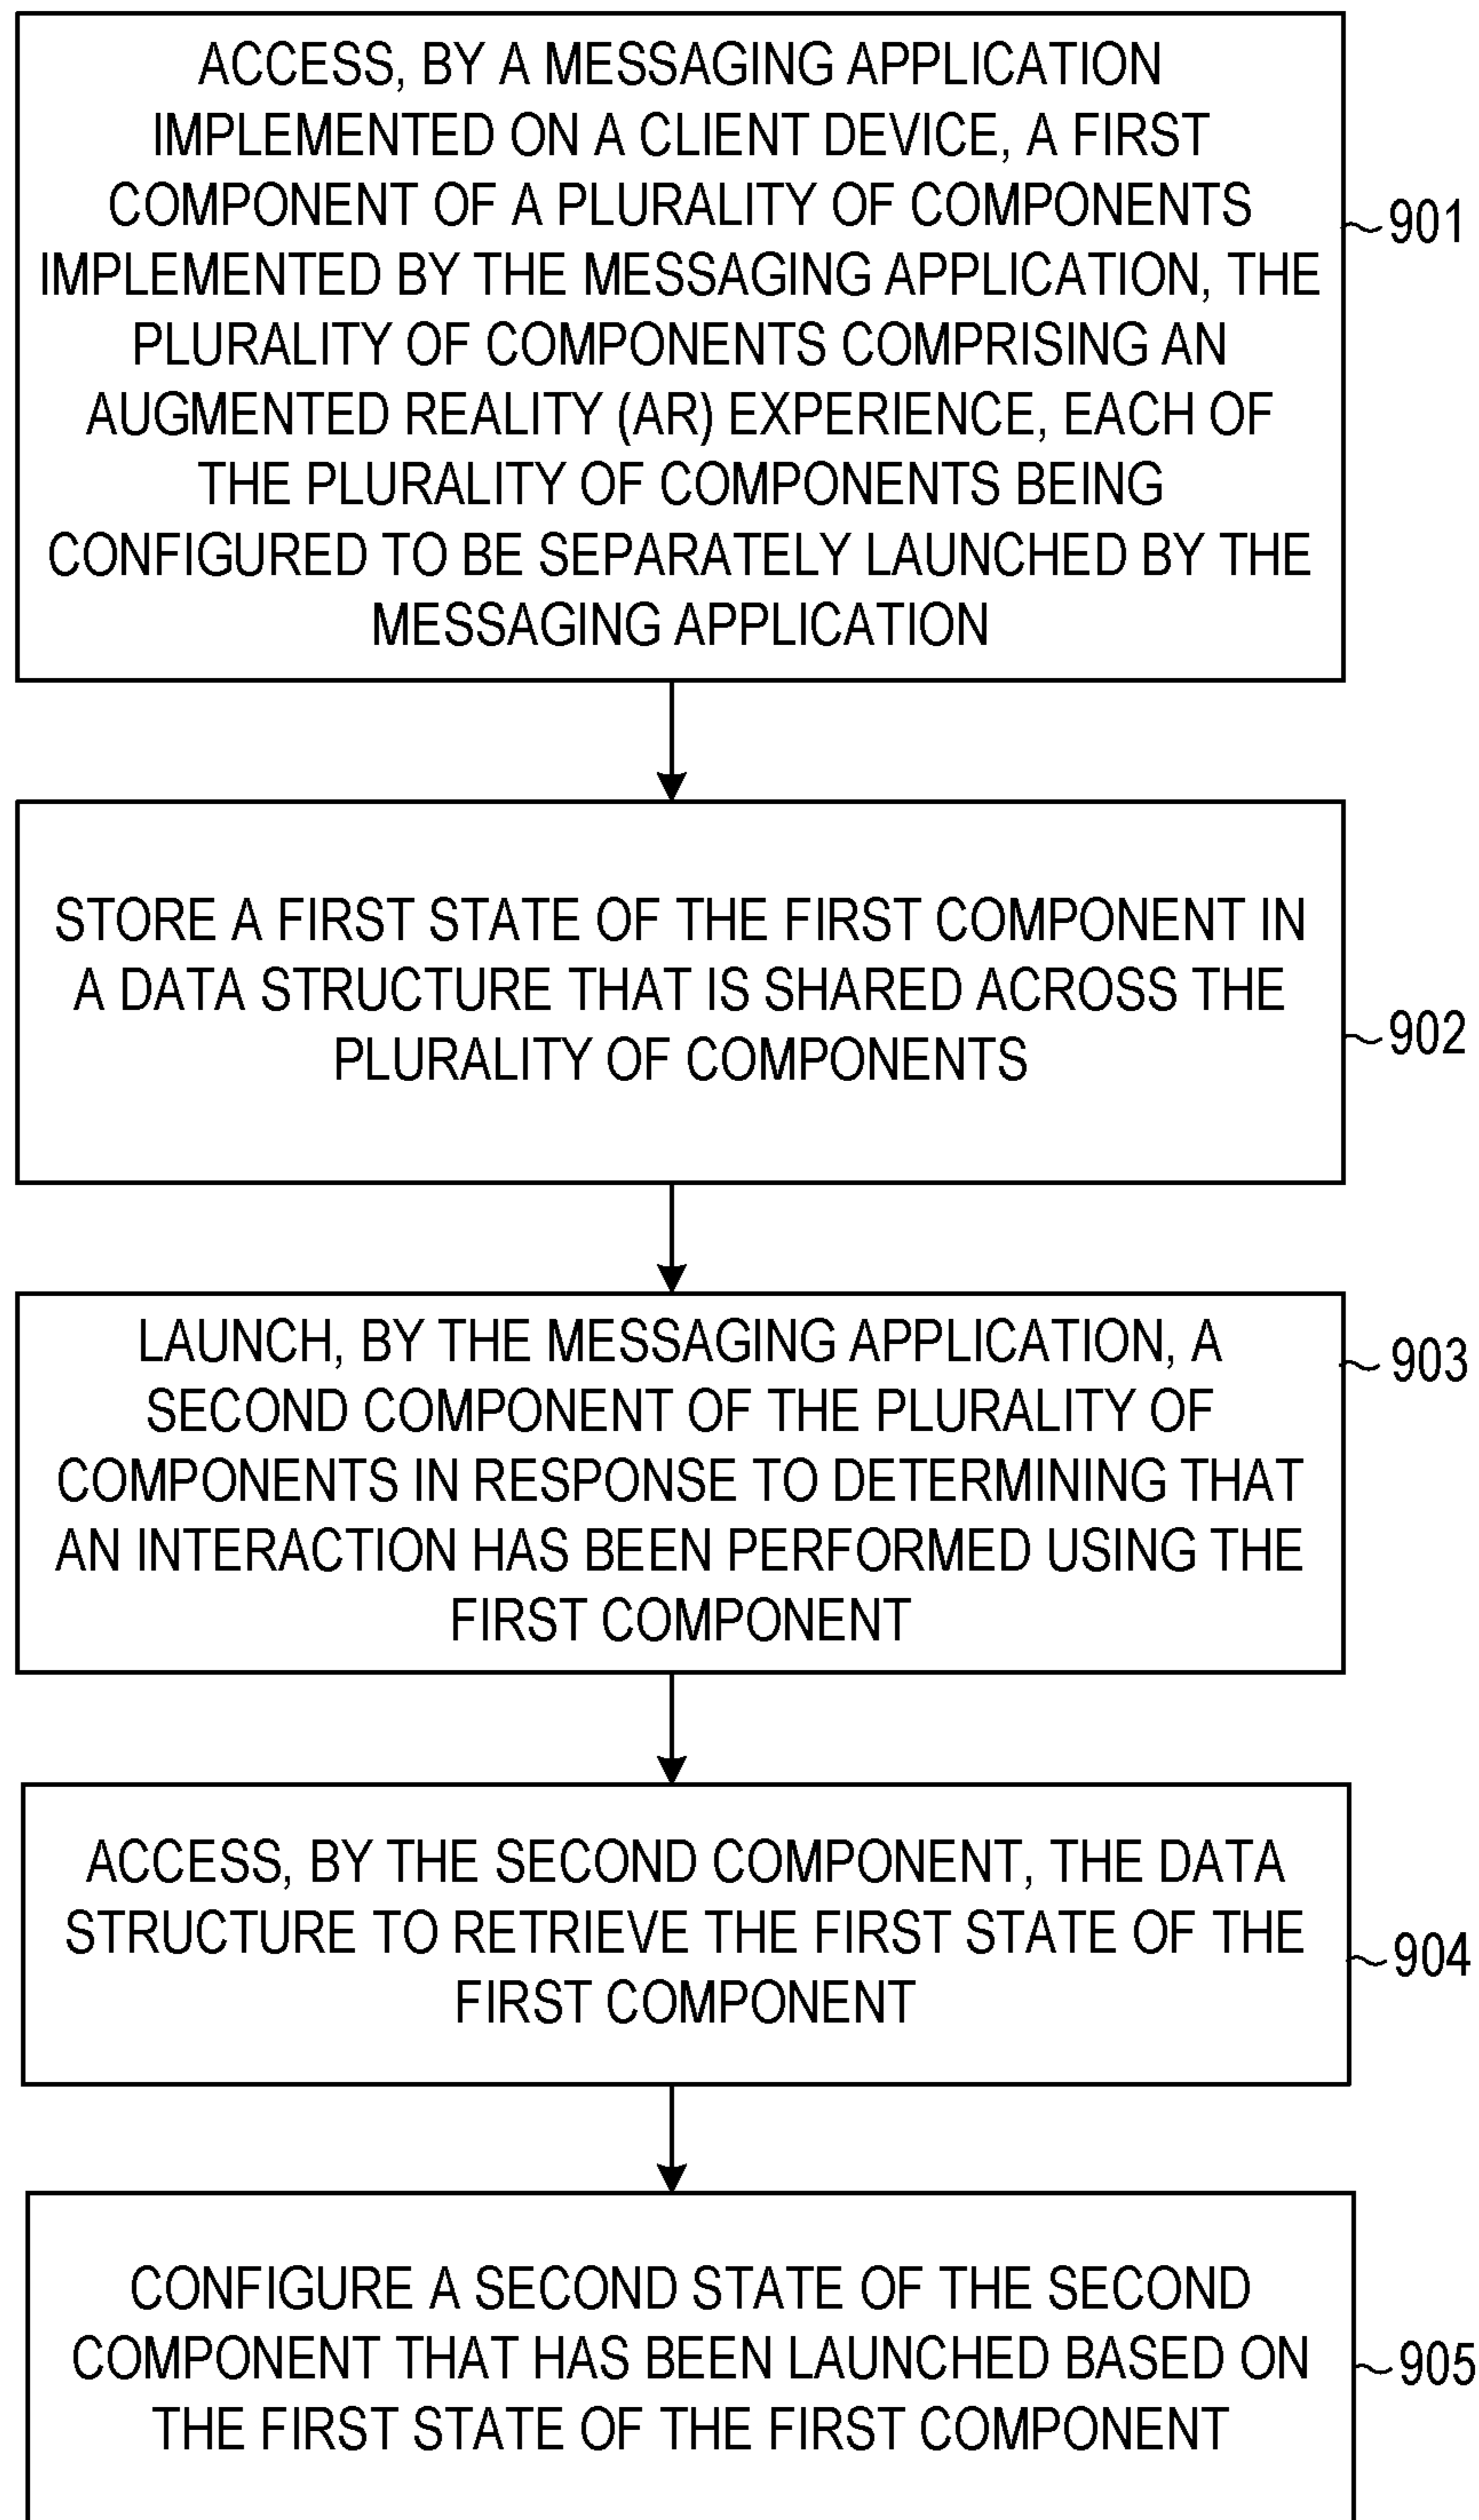 ACCESS, BY A MESSAGING APPLICATION
IMPLEMENTED ON A CLIENT DEVICE, A FIRST
COMPONENT OF A PLURALITY OF COMPONENTS
IMPLEMENTED BY THE MESSAGING APPLICATION, THE
PLURALITY OF COMPONENTS COMPRISING AN
AUGMENTED REALITY (AR) EXPERIENCE, EACH OF
THE PLURALITY OF COMPONENTS BEING
CONFIGURED TO BE SEPARATELY LAUNCHED BY THE
MESSAGING APPLICATION
901
STORE A FIRST STATE OF THE FIRST COMPONENT IN
A DATA STRUCTURE THAT IS SHARED ACROSS THE
PLURALITY OF COMPONENTS
902
LAUNCH, BY THE MESSAGING APPLICATION, A
SECOND COMPONENT OF THE PLURALITY OF
COMPONENTS IN RESPONSE TO DETERMINING THAT
AN INTERACTION HAS BEEN PERFORMED USING THE
FIRST COMPONENT
903
ACCESS, BY THE SECOND COMPONENT, THE DATA
STRUCTURE TO RETRIEVE THE FIRST STATE OF THE
FIRST COMPONENT
904
CONFIGURE A SECOND STATE OF THE SECOND
COMPONENT THAT HAS BEEN LAUNCHED BASED ON
THE FIRST STATE OF THE FIRST COMPONENT
905